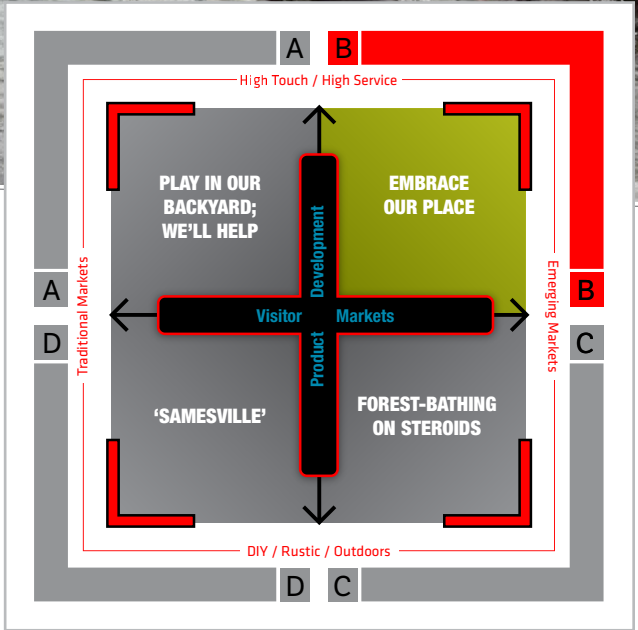 A
B
High Touch / High Service
PLAY IN OUR
BACKYARD;
WE'LL HELP
EMBRACE
OUR PLACE
Traditional Markets
Emerging Markets
A
B
D
C
Visitor Markets
Product Development
'SAMESVILLE'
FOREST-BATHING
ON STEROIDS
DIY / Rustic / Outdoors
D
C